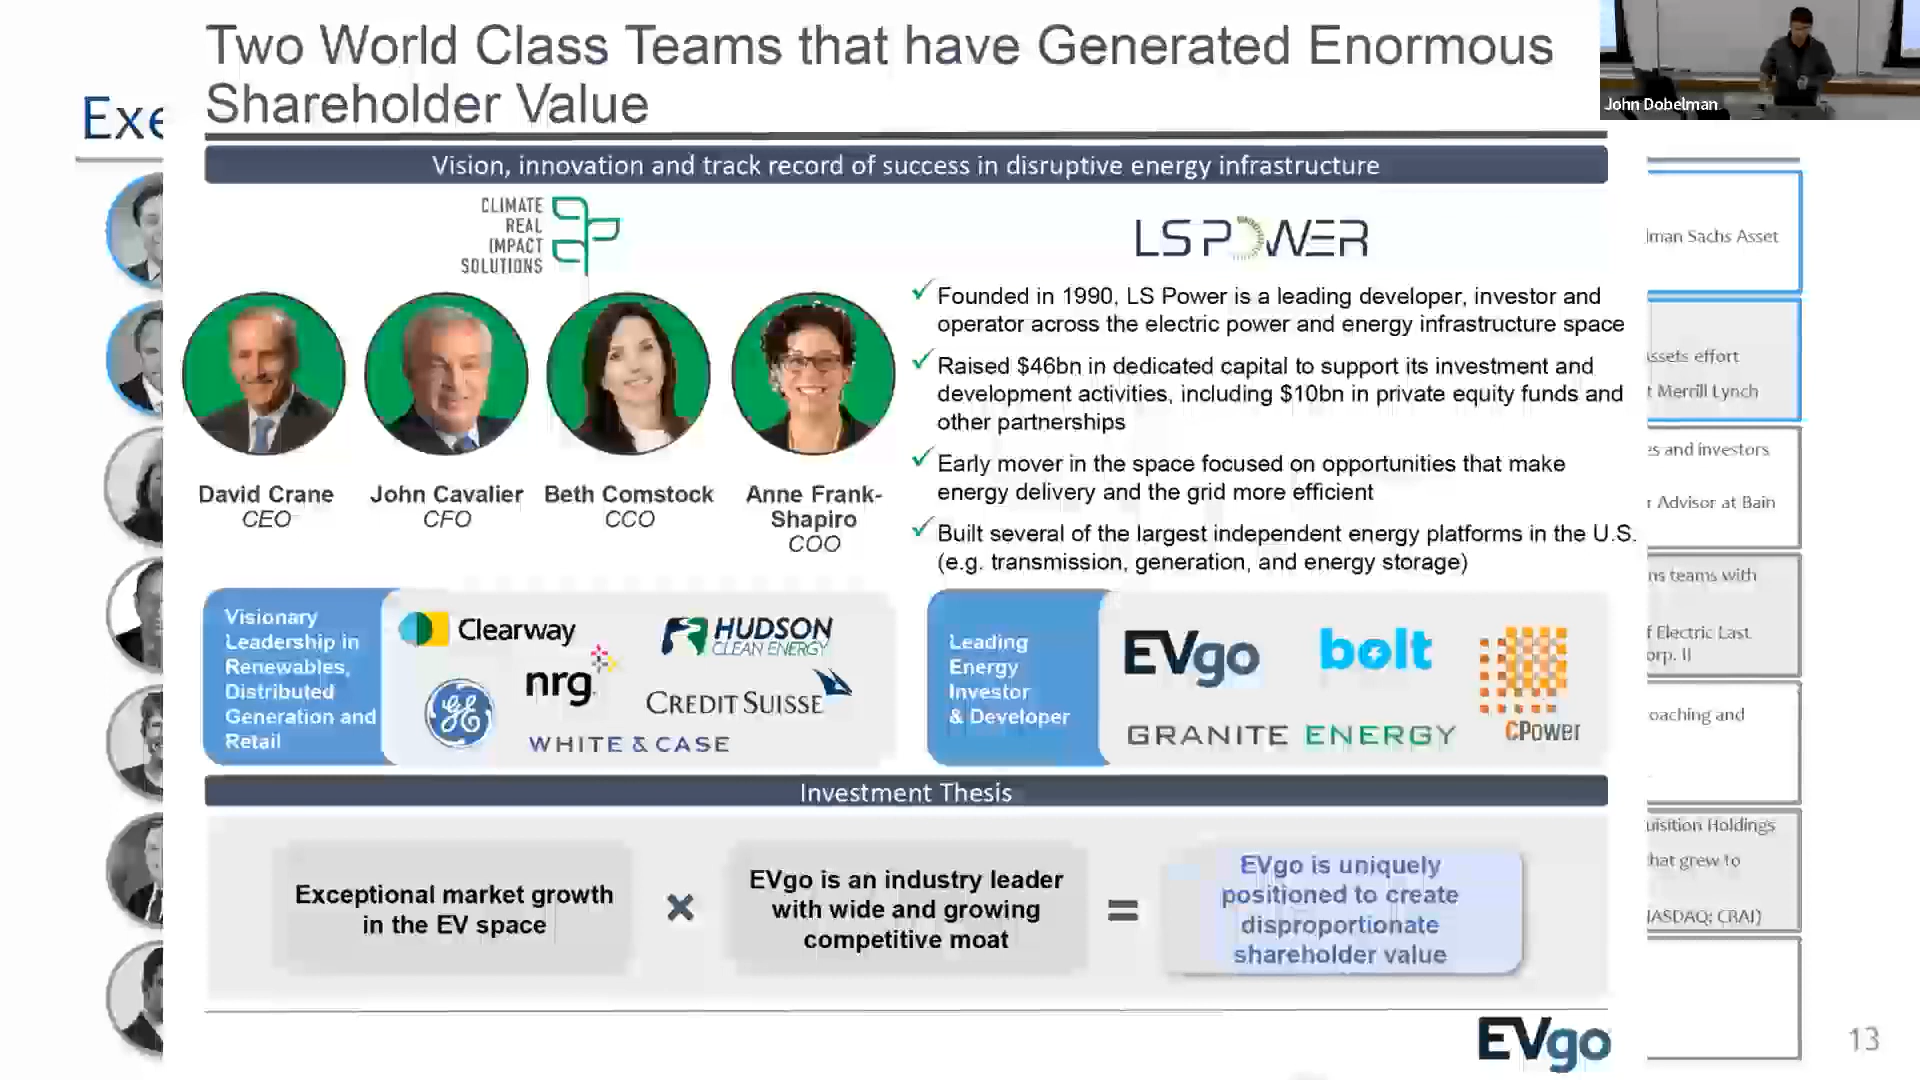 Two World Class Teams that have Generated Enormous
Shareholder Value
John Dobelman
Exe
Vision, innovation and track record of success in disruptive energy infrastructure
CLIMATE
REAL
IMPACT
SOLUTIONS
LS POWER
David Crane
CEO
John Cavalier
CFO
Beth Comstock
CCO
Anne Frank-
Shapiro
COO
✓ Founded in 1990, LS Power is a leading developer, investor and
operator across the electric power and energy infrastructure space
✓ Raised $46bn in dedicated capital to support its investment and
development activities, including $10bn in private equity funds and
other partnerships
✓ Early mover in the space focused on opportunities that make
energy delivery and the grid more efficient
✓ Built several of the largest independent energy platforms in the U.S.
(e.g. transmission, generation, and energy storage)
Visionary
Leadership in
Renewables,
Distributed
Generation and
Retail
Clearway
HUDSON
CLEAN ENERGY
nrg
GE
CREDIT SUISSE
WHITE & CASE
Leading
Energy
Investor
& Developer
EVgo
bolt
GRANITE ENERGY
CPower
Investment Thesis
Exceptional market growth
in the EV space
×
EVgo is an industry leader
with wide and growing
competitive moat
=
EVgo is uniquely
positioned to create
disproportionate
shareholder value
EVgo
lman Sachs Asset
Assets effort
t Merrill Lynch
es and investors
r Advisor at Bain
ns teams with
f Electric Last
orp. II
oaching and
uisition Holdings
that grew to
NASDAQ: CRAI)
13